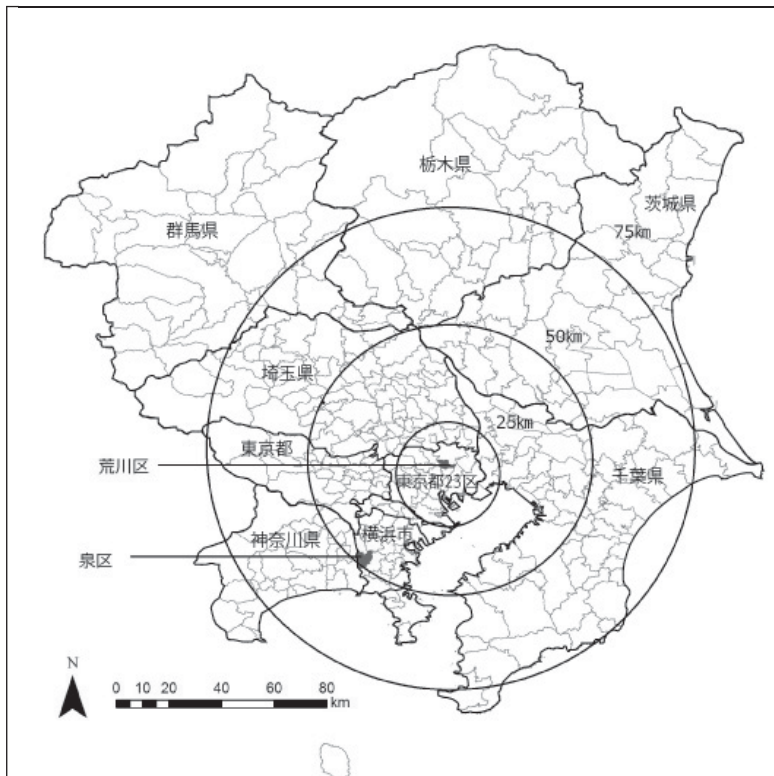 栃木県
茨城県
群馬県
75km
50km
埼玉県
25km
東京都
荒川区
東京都23区
千葉県
神奈川県
横浜市
泉区
N
0 10 20 40 60 80
km